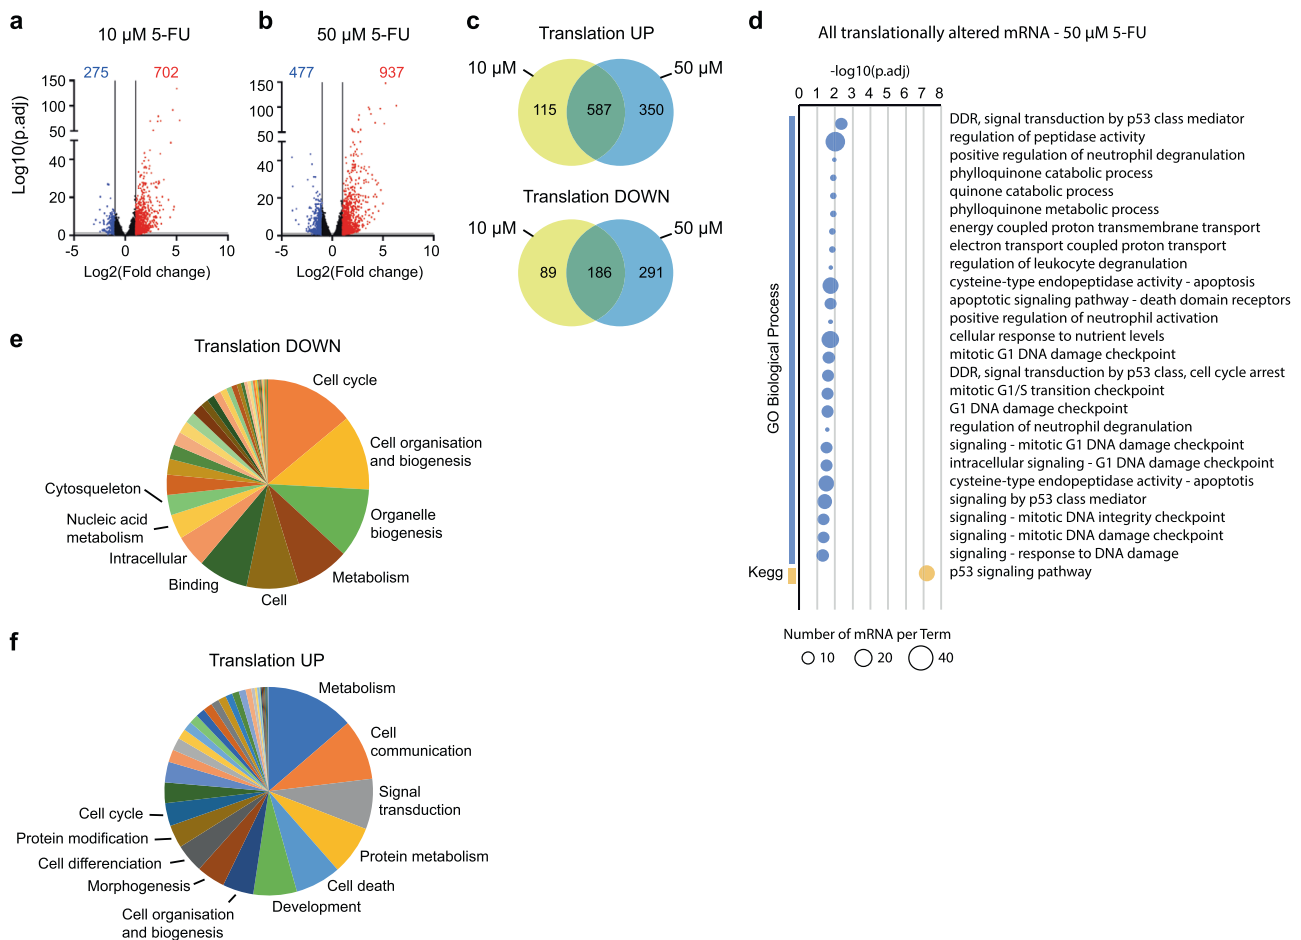 a
10 µM 5-FU
275
702
Log10(p.adj)
150
100
50
40
20
0
-5
0
5
10
Log2(Fold change)
b
50 µM 5-FU
477
937
150
100
50
40
20
0
-5
0
5
10
Log2(Fold change)
c
Translation UP
10 µM
50 µM
115
587
350
Translation DOWN
10 µM
50 µM
89
186
291
d
All translationally altered mRNA - 50 µM 5-FU
-log10(p.adj)
0 1 2 3 4 5 6 7 8
GO Biological Process
DDR, signal transduction by p53 class mediator
regulation of peptidase activity
positive regulation of neutrophil degranulation
phylloquinone catabolic process
quinone catabolic process
phylloquinone metabolic process
energy coupled proton transmembrane transport
electron transport coupled proton transport
regulation of leukocyte degranulation
cysteine-type endopeptidase activity - apoptosis
apoptotic signaling pathway - death domain receptors
positive regulation of neutrophil activation
cellular response to nutrient levels
mitotic G1 DNA damage checkpoint
DDR, signal transduction by p53 class, cell cycle arrest
mitotic G1/S transition checkpoint
G1 DNA damage checkpoint
regulation of neutrophil degranulation
signaling - mitotic G1 DNA damage checkpoint
intracellular signaling - G1 DNA damage checkpoint
cysteine-type endopeptidase activity - apoptotis
signaling by p53 class mediator
signaling - mitotic DNA integrity checkpoint
signaling - mitotic DNA damage checkpoint
signaling - response to DNA damage
Kegg
p53 signaling pathway
Number of mRNA per Term
10
20
40
e
Translation DOWN
Cell cycle
Cell organisation
and biogenesis
Organelle
biogenesis
Metabolism
Cell
Binding
Intracellular
Nucleic acid
metabolism
Cytosqueleton
f
Translation UP
Metabolism
Cell
communication
Signal
transduction
Protein metabolism
Cell death
Development
Cell organisation
and biogenesis
Morphogenesis
Cell differenciation
Protein modification
Cell cycle